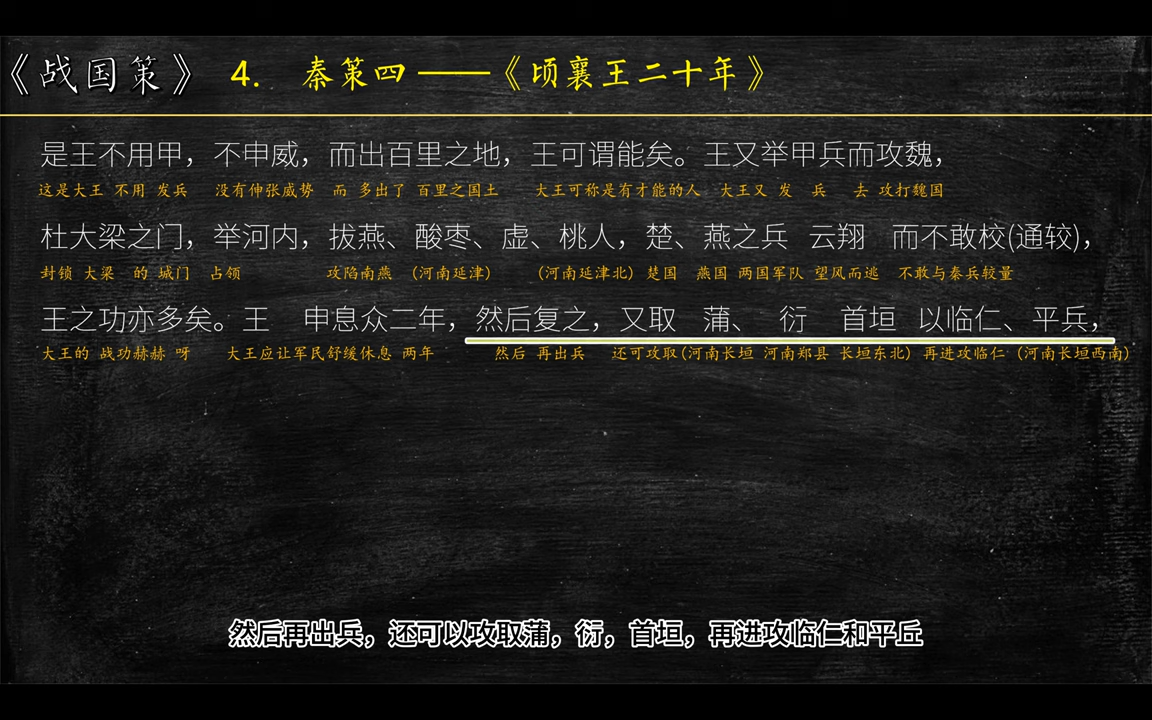 《战国策》 4. 秦策四 ——《顷襄王二十年》
是王不用甲，不申威，而出百里之地，王可谓能矣。王又举甲兵而攻魏，
这是大王 不用 发兵 没有伸张威势 而 多出了 百里之国土 大王可称是有才能的人 大王又 发 兵 去 攻打魏国
杜大梁之门，举河内，拔燕、酸枣、虚、桃人，楚、燕之兵 云翔 而不敢校(通较)，
封锁 大梁 的 城门 占领 攻陷南燕 (河南延津) (河南延津北) 楚国 燕国 两国军队 望风而逃 不敢与秦兵较量
王之功亦多矣。王 申息众二年，然后复之，又取 蒲、 衍 首垣 以临仁、平兵，
大王的 战功赫赫 呀 大王应让军民舒缓休息 两年 然后 再出兵 还可攻取(河南长垣 河南郑县 长垣东北) 再进攻临仁 (河南长垣西南)
然后再出兵，还可以攻取蒲，衍，首垣，再进攻临仁和平丘